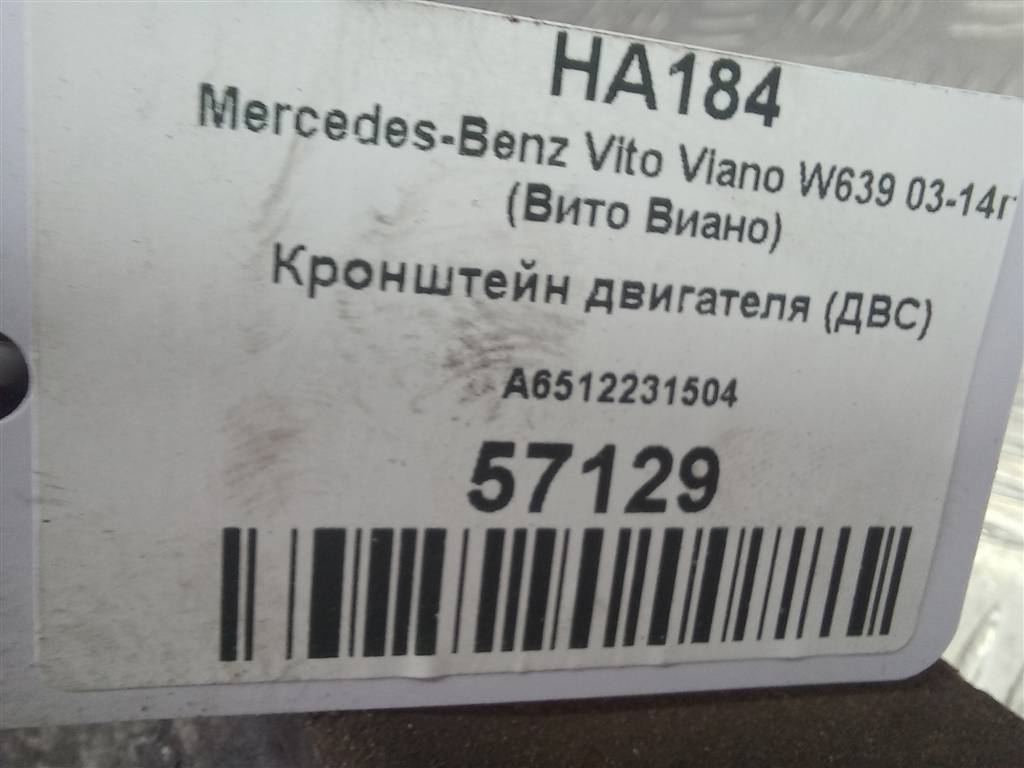 HA184
Mercedes-Benz Vito Viano W639 03-14г
(Вито Виано)
Кронштейн двигателя (ДВС)
A6512231504
57129